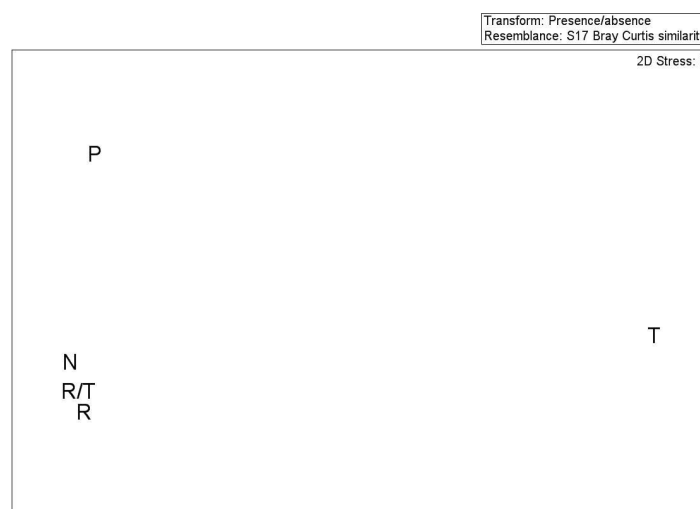 Transform: Presence/absence
Resemblance: S17 Bray Curtis similarit
2D Stress:
P
T
N
R/T
R